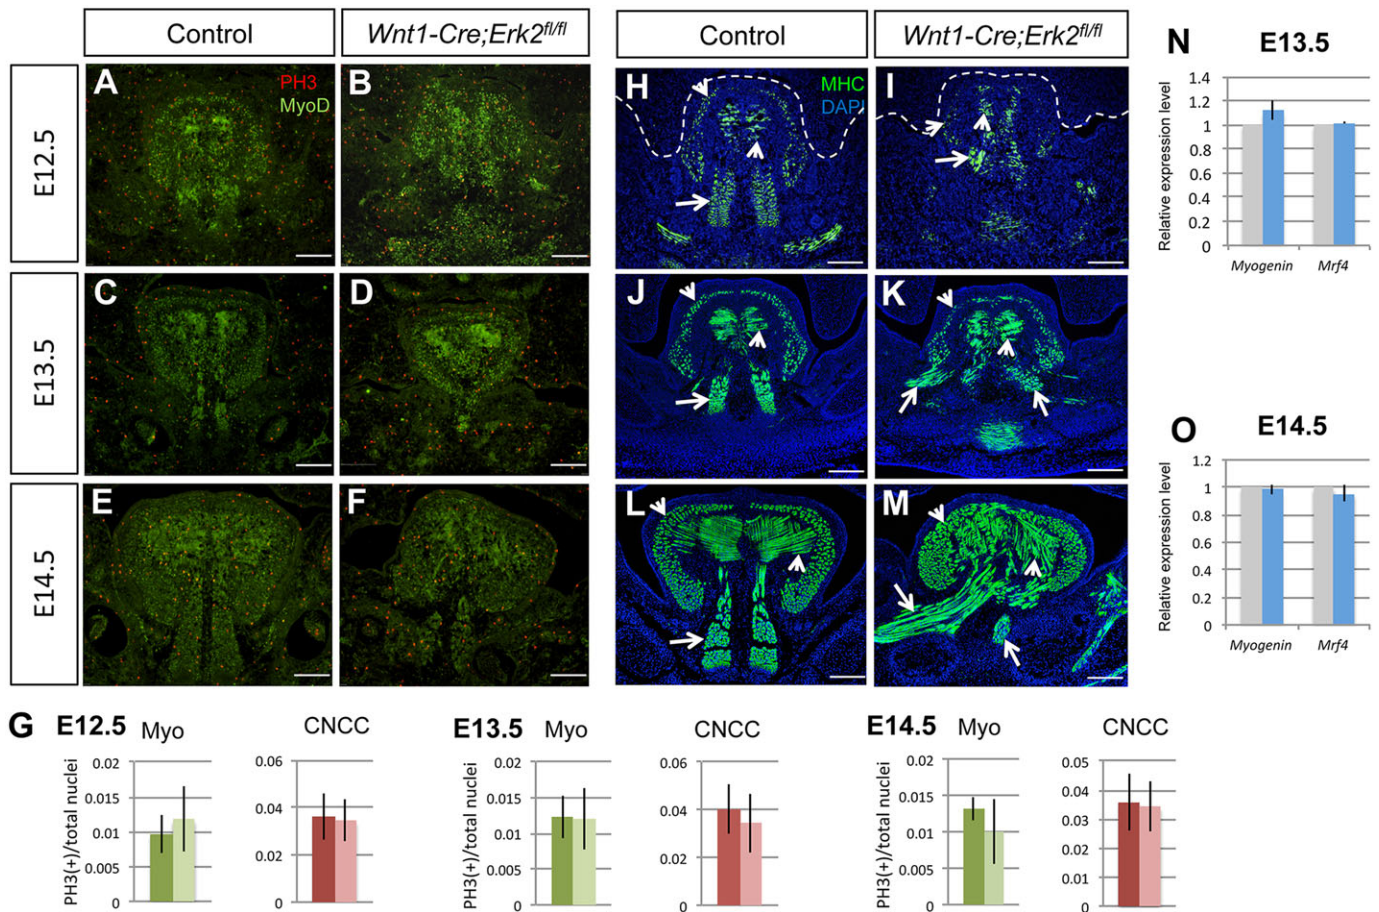 Control
Wnt1-Cre;Erk2fl/fl
Control
Wnt1-Cre;Erk2fl/fl
E12.5
E13.5
E14.5
A
PH3
MyoD
B
C
D
E
F
H
MHC
DAPI
I
J
K
L
M
N E13.5
Relative expression level
1.4
1.2
1
0.8
0.6
0.4
0.2
0
Myogenin Mrf4
O E14.5
Relative expression level
1.2
1
0.8
0.6
0.4
0.2
0
Myogenin Mrf4
G E12.5 Myo CNCC
PH3(+)/total nuclei
0.02
0.015
0.01
0.005
0
0.06
0.04
0.02
0
E13.5 Myo CNCC
PH3(+)/total nuclei
0.02
0.015
0.01
0.005
0
0.06
0.04
0.02
0
E14.5 Myo CNCC
PH3(+)/total nuclei
0.02
0.015
0.01
0.005
0
0.05
0.04
0.03
0.02
0.01
0